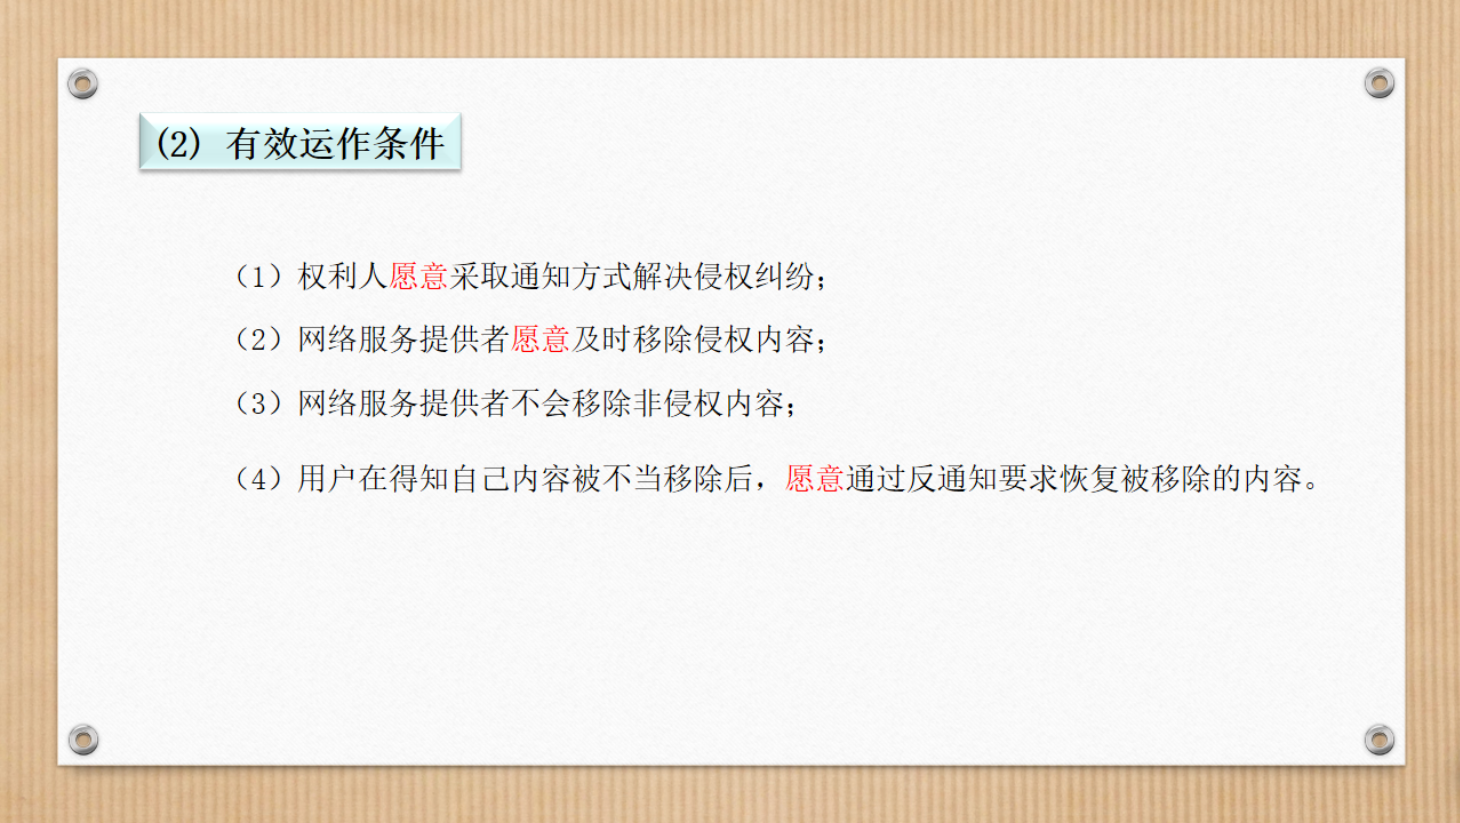 (2) 有效运作条件
（1）权利人愿意采取通知方式解决侵权纠纷；
（2）网络服务提供者愿意及时移除侵权内容；
（3）网络服务提供者不会移除非侵权内容；
（4）用户在得知自己内容被不当移除后，愿意通过反通知要求恢复被移除的内容。